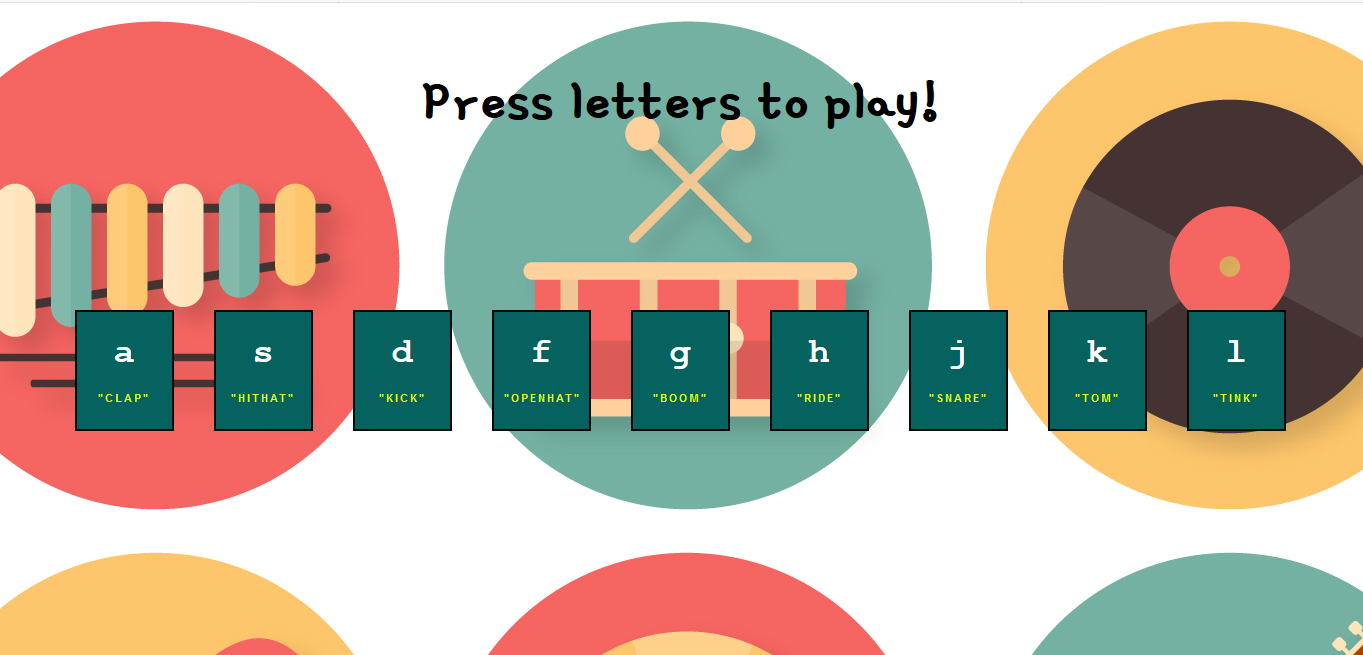 Press letters to play!
a s d f g h j k l
"CLAP" "HITHAT" "KICK" "OPENHAT" "BOOM" "RIDE" "SNARE" "TOM" "TINK"